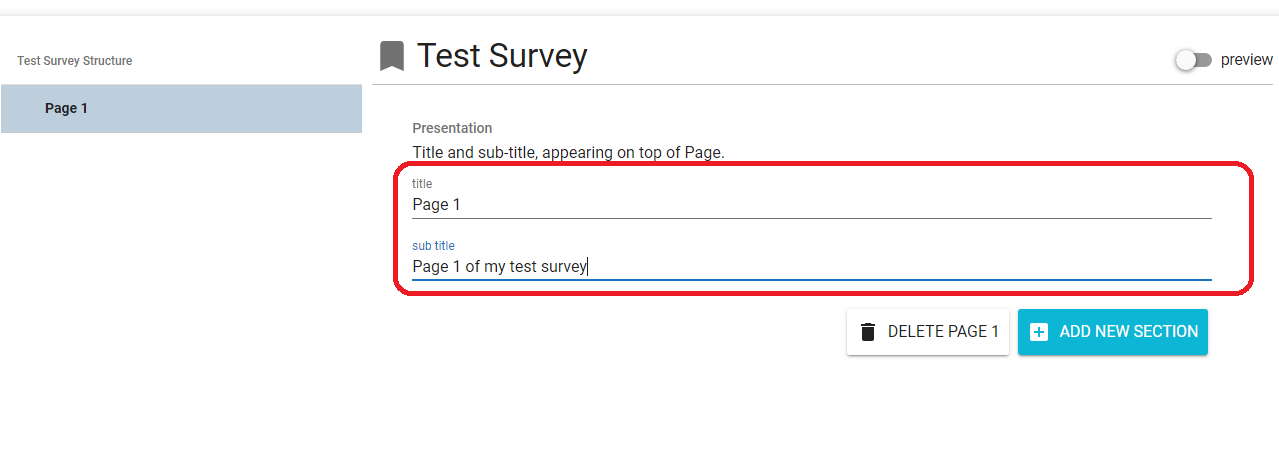 Test Survey Structure
Page 1
Test Survey
preview
Presentation
Title and sub-title, appearing on top of Page.
title
Page 1
sub title
Page 1 of my test survey
DELETE PAGE 1
ADD NEW SECTION